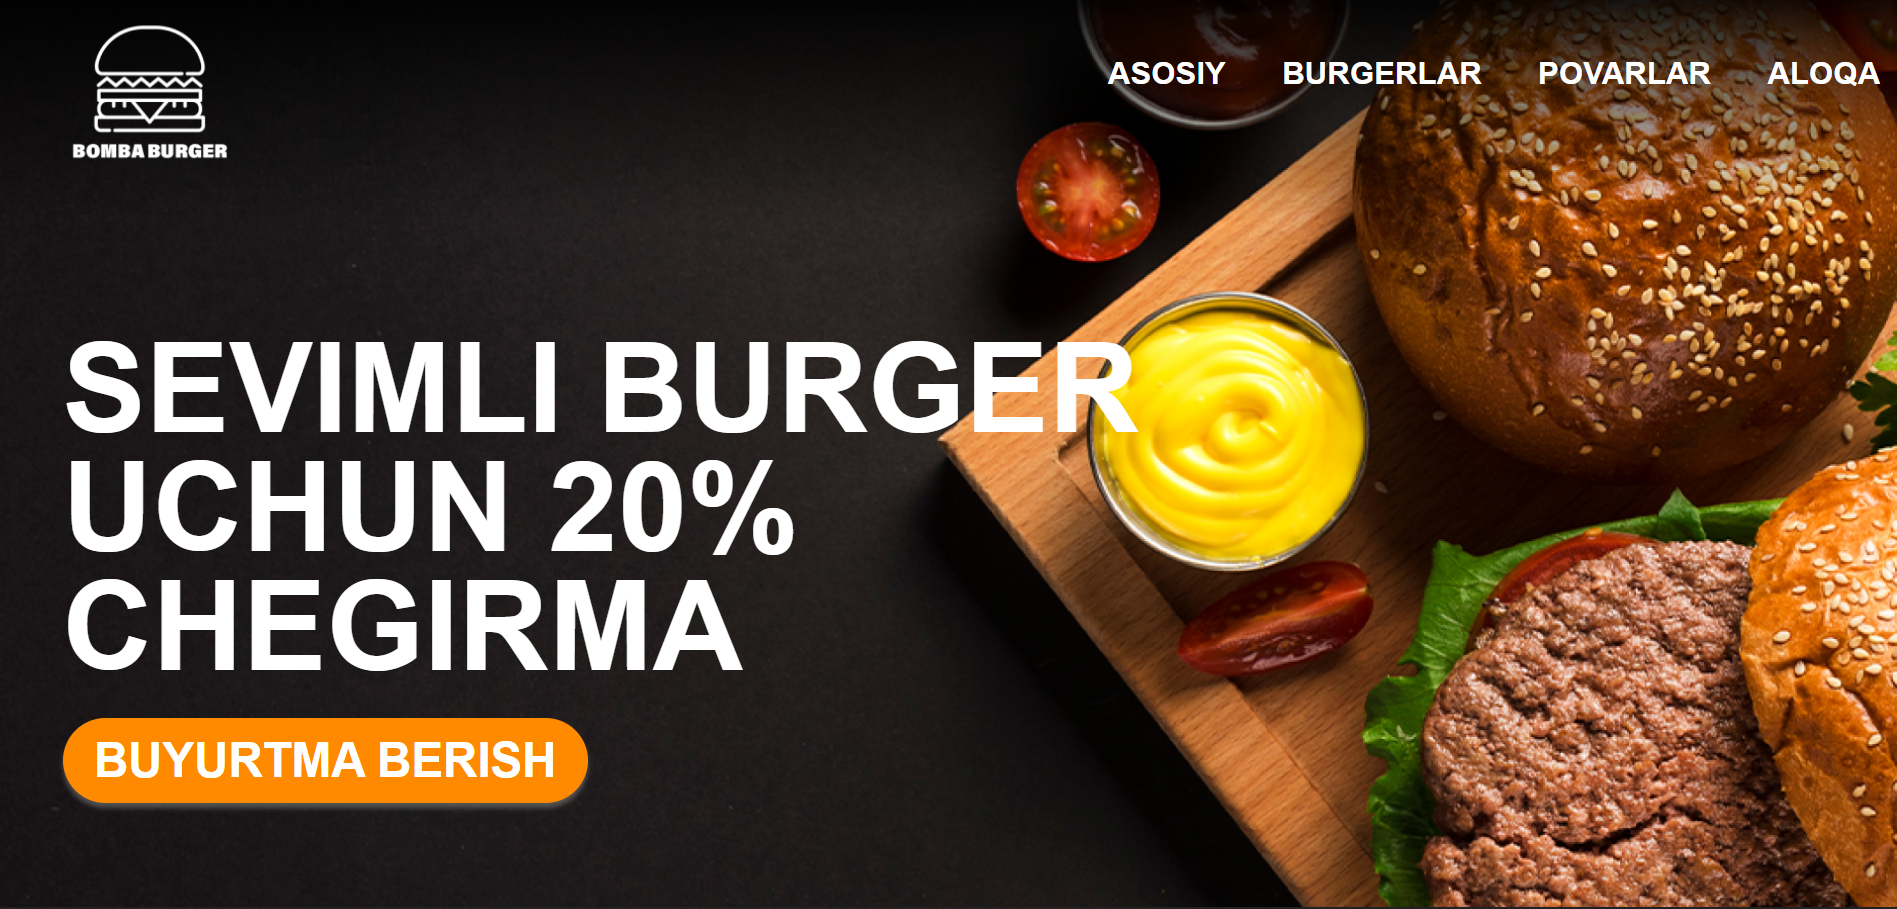 BOMBA BURGER
ASOSIY BURGERLAR POVARLAR ALOQA
SEVIMLI BURGER
UCHUN 20%
CHEGIRMA
BUYURTMA BERISH